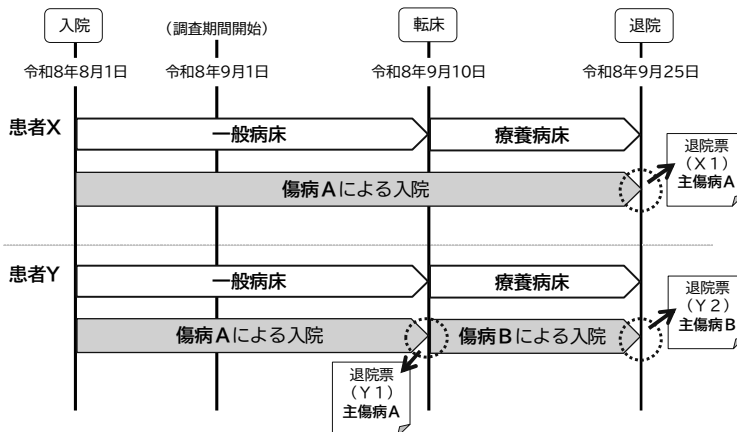 入院
(調査期間開始)
転床
退院
令和8年8月1日
令和8年9月1日
令和8年9月10日
令和8年9月25日
患者X
一般病床
療養病床
傷病Aによる入院
退院票
(X1)
主傷病A
患者Y
一般病床
療養病床
傷病Aによる入院
傷病Bによる入院
退院票
(Y2)
主傷病B
退院票
(Y1)
主傷病A